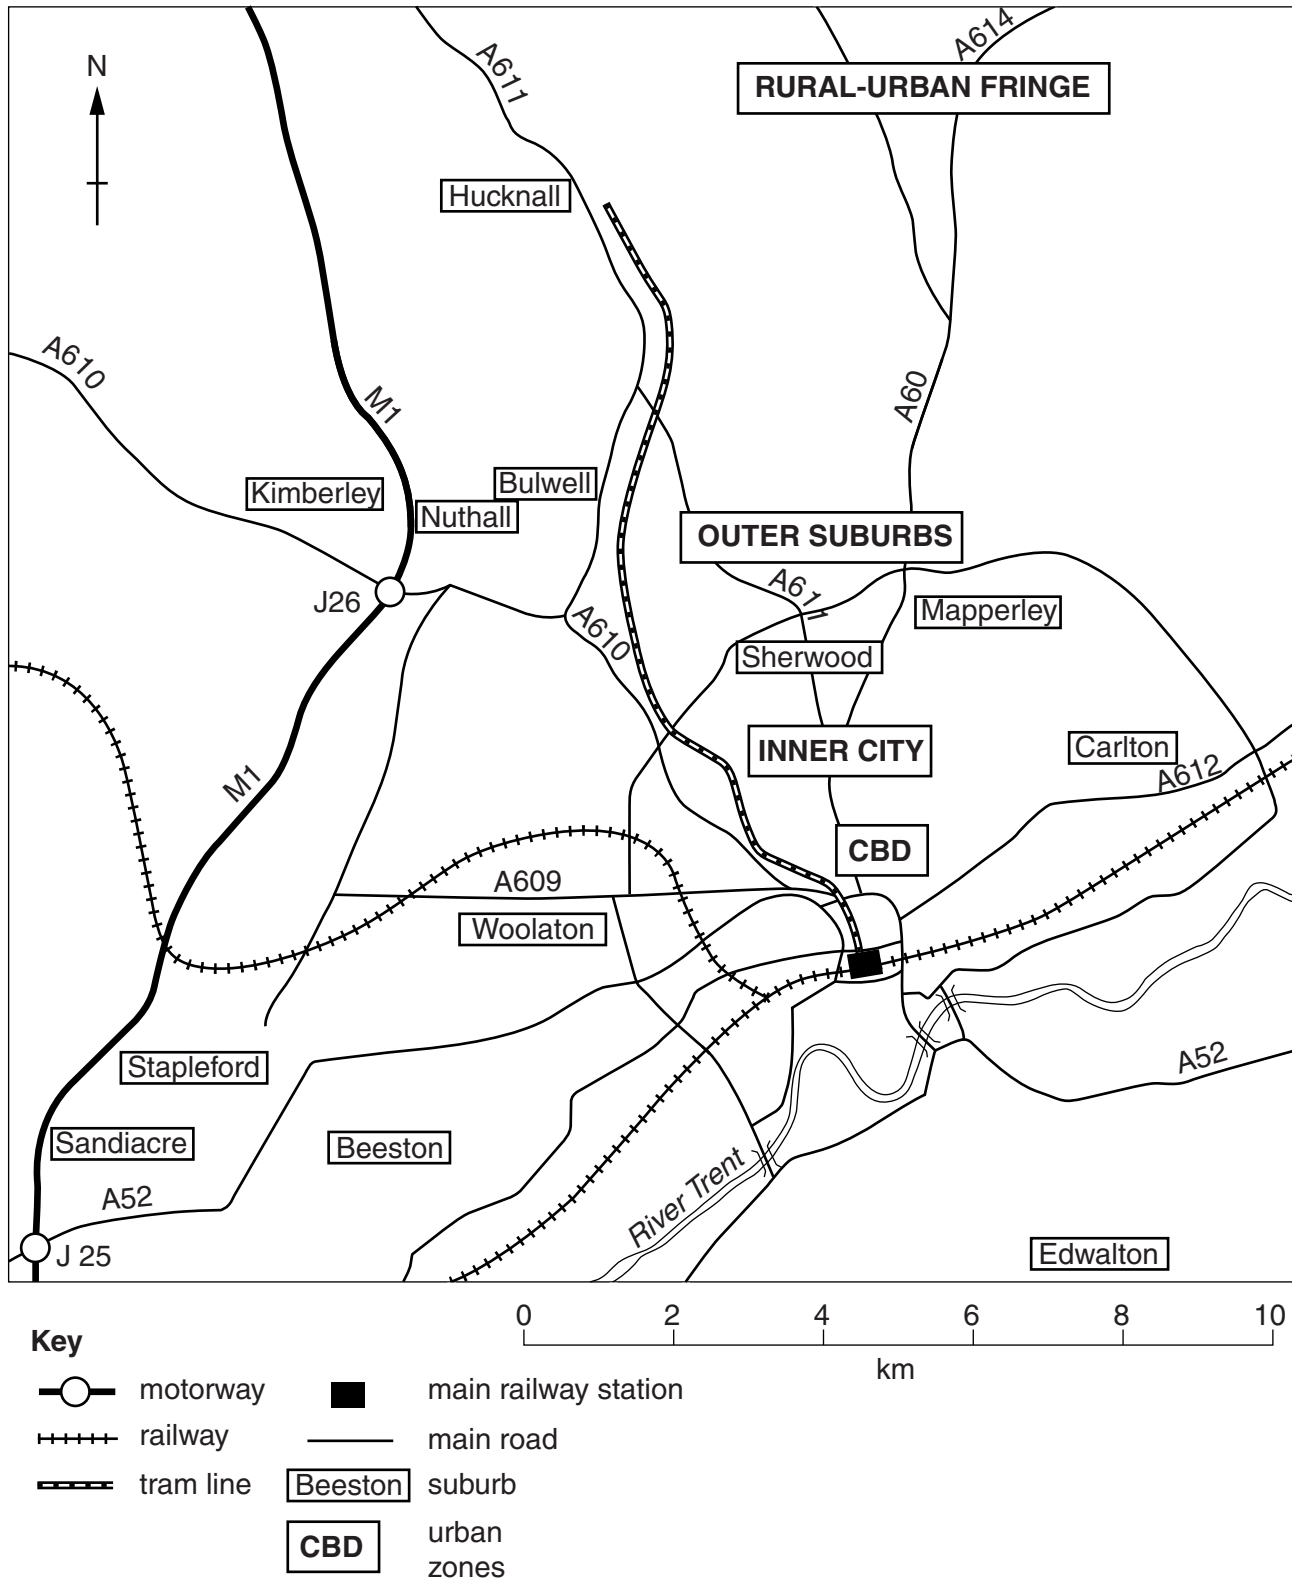 A614
RURAL-URBAN FRINGE
N
A611
Hucknall
A610
M1
A60
Kimberley
Bulwell
Nuthall
OUTER SUBURBS
J26
A610
A611
Mapperley
Sherwood
INNER CITY
Carlton
A612
M1
CBD
A609
Woolaton
Stapleford
A52
Sandiacre
Beeston
River Trent
A52
J 25
Edwalton
0 2 4 6 8 10
km
Key
motorway
main railway station
railway
main road
tram line
Beeston
suburb
CBD
urban
zones